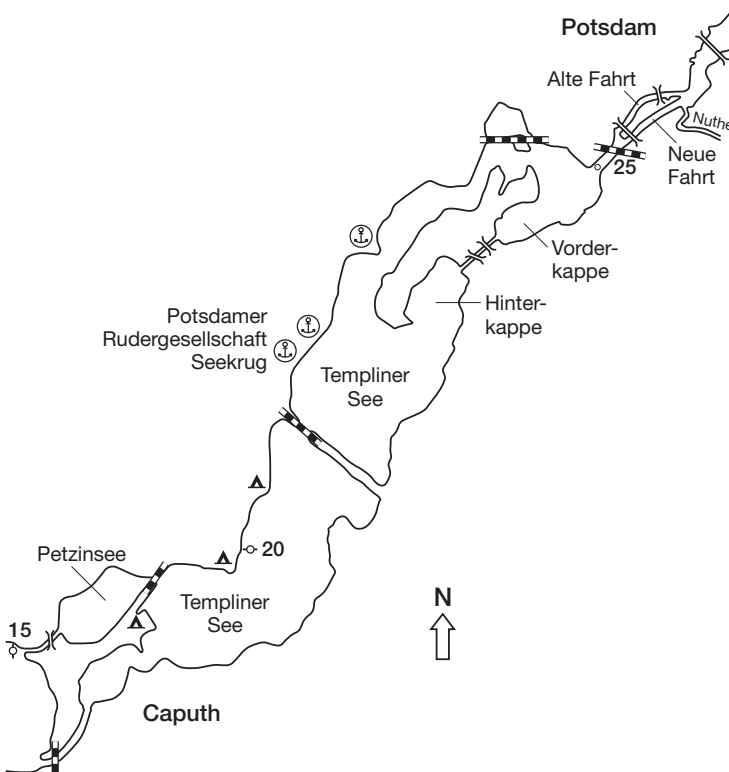 Potsdam
Alte Fahrt
Nuthe
25
Neue
Fahrt
Vorder-
kappe
Hinter-
kappe
Potsdamer
Rudergesellschaft
Seekrug
Templiner
See
20
Petzinsee
Templiner
See
N
15
Caputh